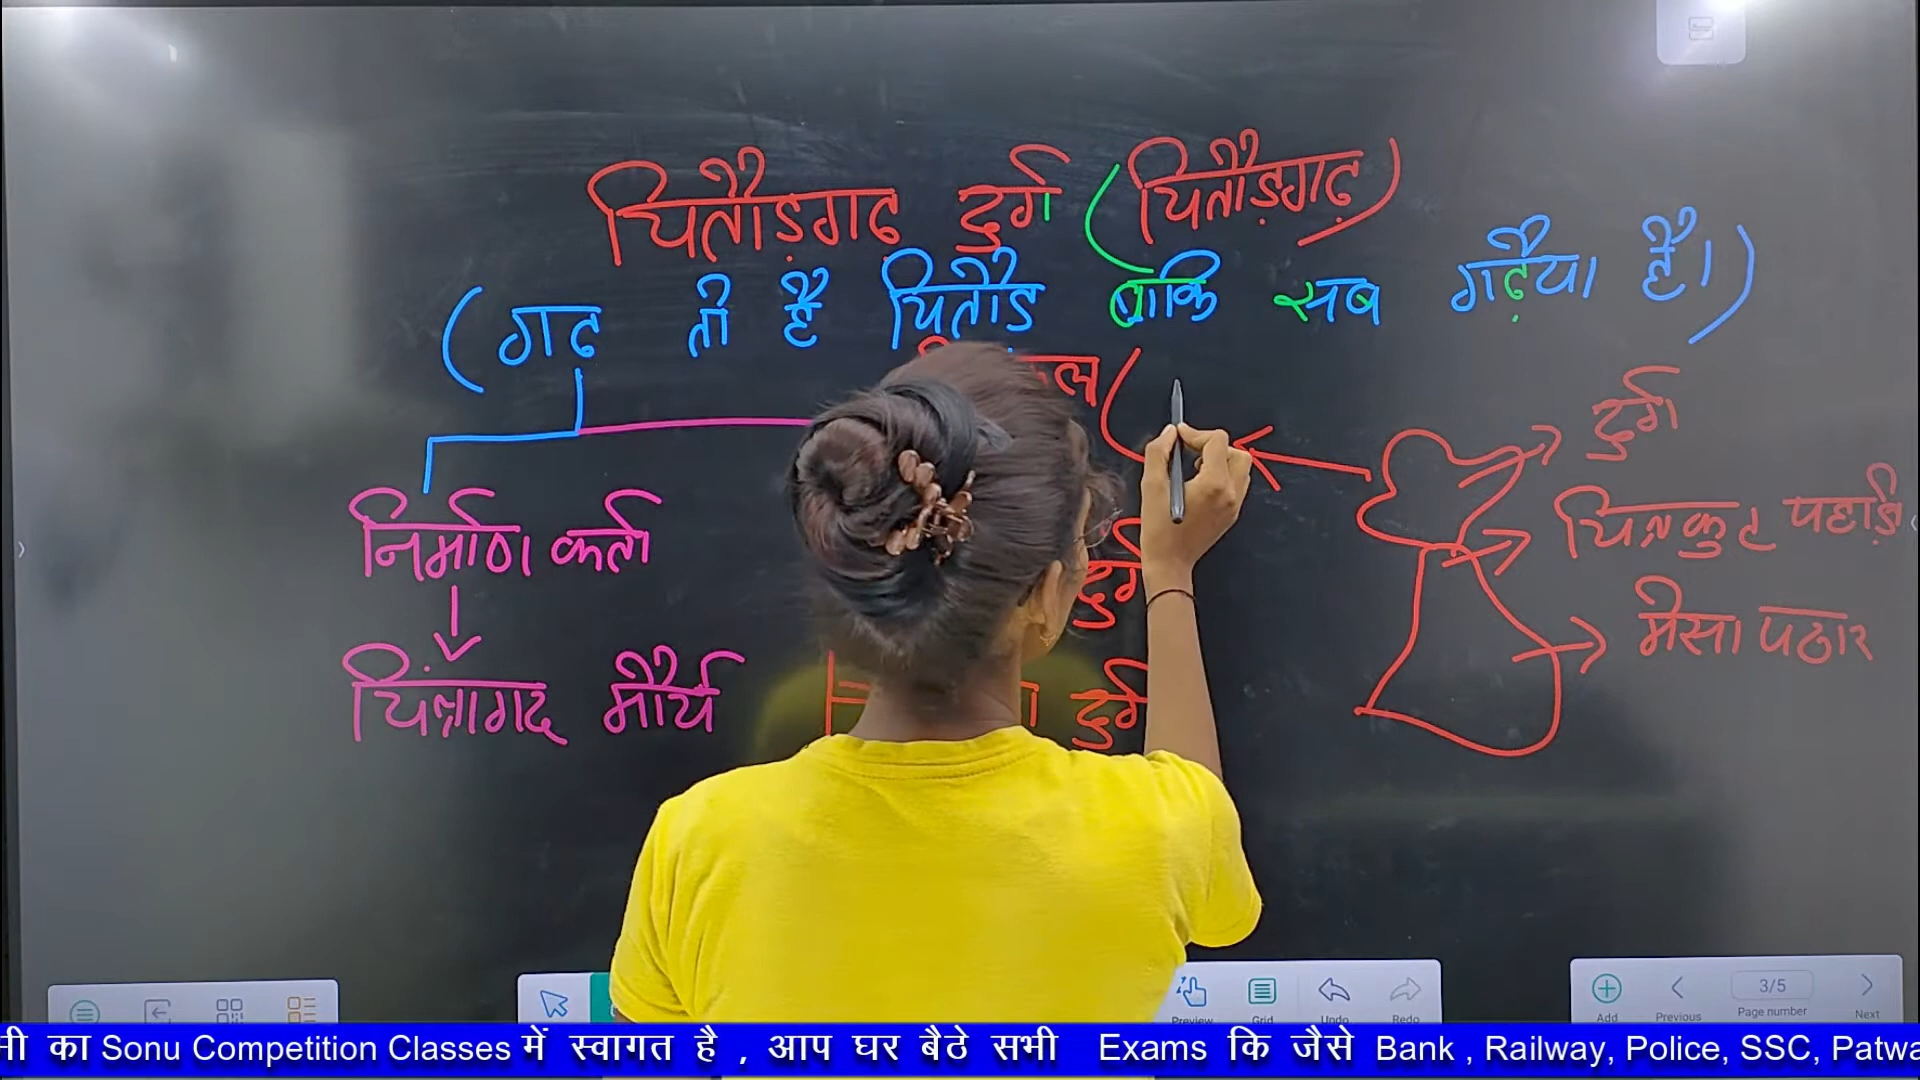 चितौड़गढ़ दुर्ग (चितौड़गढ़)
(गढ तो है चितौड बाकि सब गढ़ैया है।)
दुर्ग
निर्माण कर्ता
दुर्ग
चित्रकुट पहाड़ी
मेसा पठार
चित्रांगद मौर्य
दुर्ग
Preview
Grid
Undo
Redo
Add
Previous
3/5
Page number
Next
का Sonu Competition Classes में स्वागत है , आप घर बैठे सभी Exams कि जैसे Bank , Railway, Police, SSC,